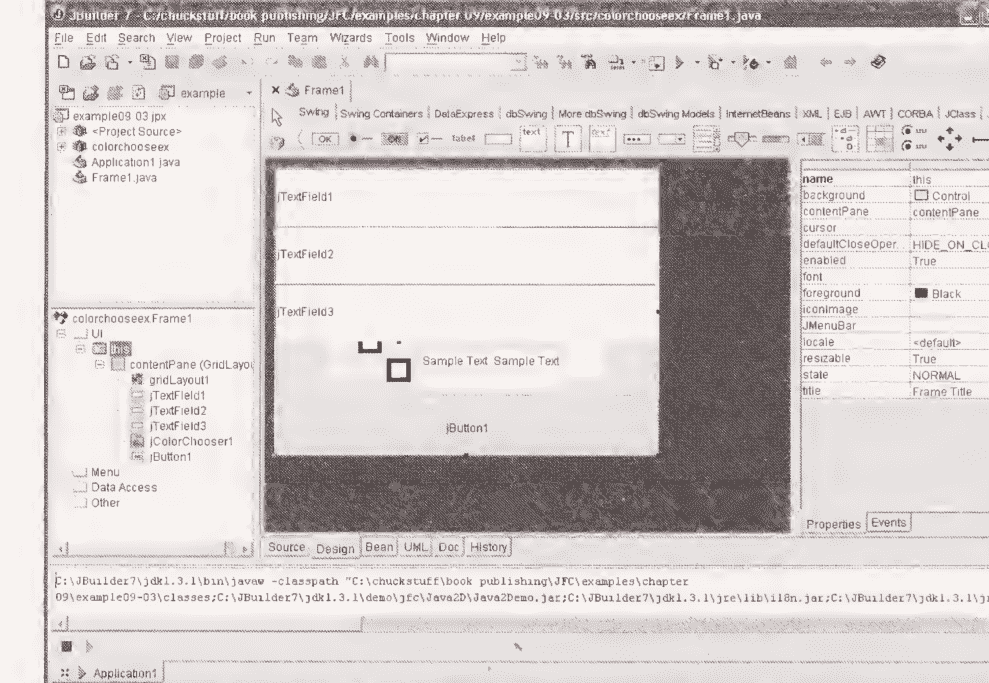 JBuilder 7 - C:/chuckstuff/book publishing/JFC/examples/chapter 09/example09-03/src/colorchooseex/Frame1.java
File Edit Search View Project Run Team Wizards Tools Window Help
example
Frame1
Swing Swing Containers DataExpress dbSwing More dbSwing dbSwing Models InternetBeans XML EJB AWT CORBA JClass
OK label text T
example09 03 jpx
<Project Source>
colorchooseex
Application1 java
Frame1.java
colorchooseex Frame1
UI
this
contentPane (GridLayou
gridLayout1
jTextField1
jTextField2
jTextField3
jColorChooser1
jButton1
Menu
Data Access
Other
jTextField1
jTextField2
jTextField3
Sample Text Sample Text
jButton1
name this
background Control
contentPane contentPane
cursor
defaultCloseOper... HIDE_ON_CL
enabled True
font
foreground Black
iconImage
JMenuBar
locale <default>
resizable True
state NORMAL
title Frame Title
Properties Events
Source Design Bean UML Doc History
C:\JBuilder7\jdk1.3.1\bin\javaw -classpath "C:\chuckstuff\book publishing\JFC\examples\chapter
09\example09-03\classes;C:\JBuilder7\jdk1.3.1\demo\jfc\Java2D\Java2Demo.jar;C:\JBuilder7\jdk1.3.1\jre\lib\i18n.jar;C:\JBuilder7\jdk1.3.1\jr
Application1